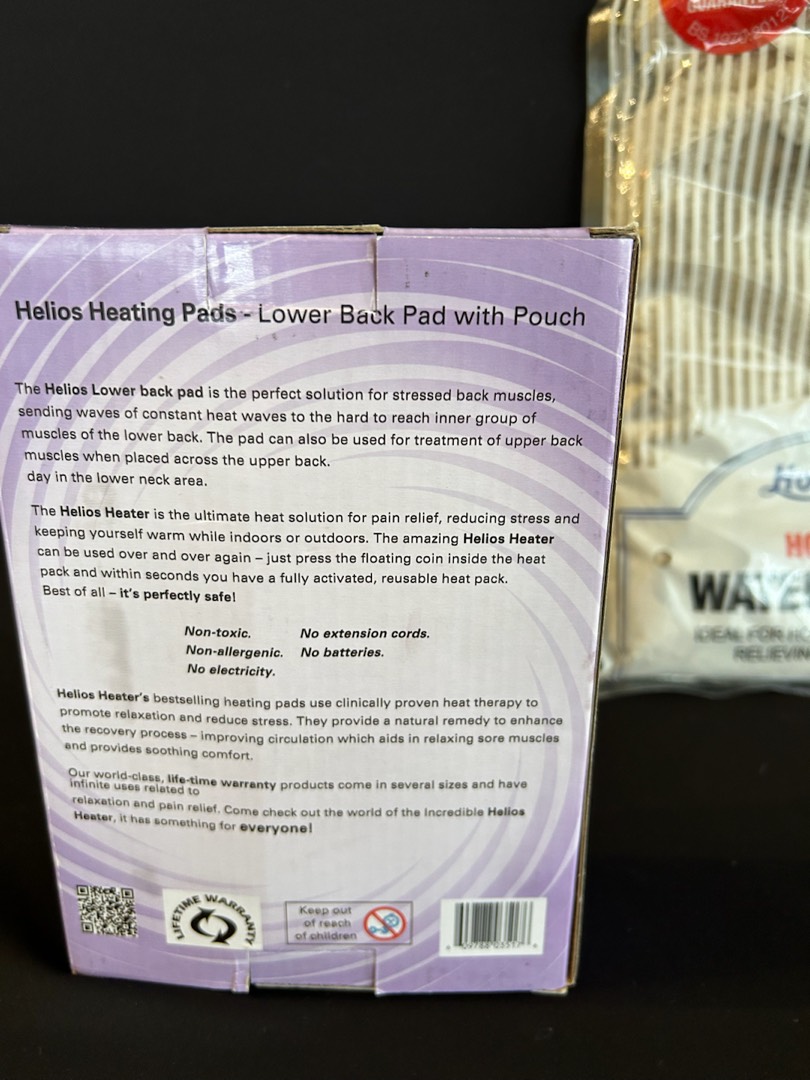 Helios Heating Pads - Lower Back Pad with Pouch
The Helios Lower back pad is the perfect solution for stressed back muscles,
sending waves of constant heat waves to the hard to reach inner group of
muscles of the lower back. The pad can also be used for treatment of upper back
muscles when placed across the upper back.
day in the lower neck area.
The Helios Heater is the ultimate heat solution for pain relief, reducing stress and
keeping yourself warm while indoors or outdoors. The amazing Helios Heater
can be used over and over again – just press the floating coin inside the heat
pack and within seconds you have a fully activated, reusable heat pack.
Best of all – it's perfectly safe!
Non-toxic. No extension cords.
Non-allergenic. No batteries.
No electricity.
Helios Heater's bestselling heating pads use clinically proven heat therapy to
promote relaxation and reduce stress. They provide a natural remedy to enhance
the recovery process – improving circulation which aids in relaxing sore muscles
and provides soothing comfort.
Our world-class, life-time warranty products come in several sizes and have
infinite uses related to
relaxation and pain relief. Come check out the world of the Incredible Helios
Heater, it has something for everyone!
LIFETIME WARRANTY
Keep out
of reach
of children
BS 1970:2012
HO
WATE
IDEAL FOR
RELIEVIN